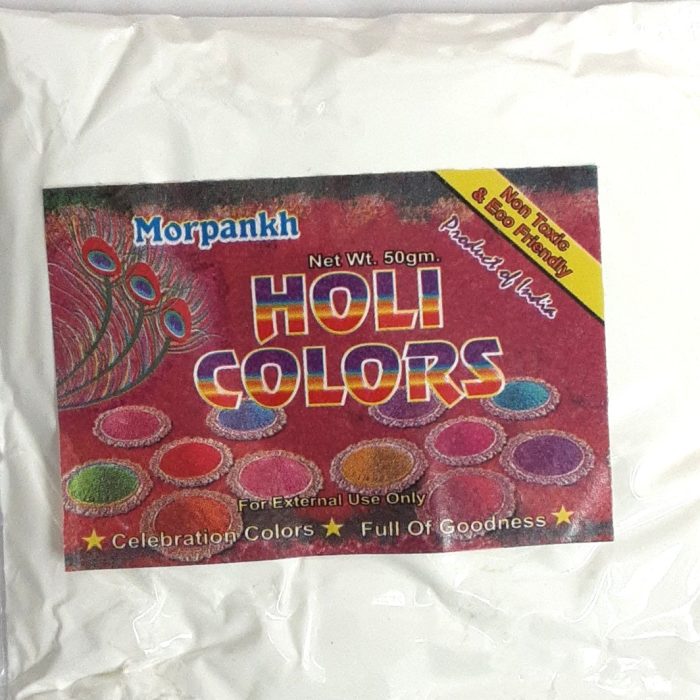 Morpankh
Non Toxic
& Eco Friendly
Product of India
Net Wt. 50gm.
HOLI
COLORS
For External Use Only
Celebration Colors
Full Of Goodness